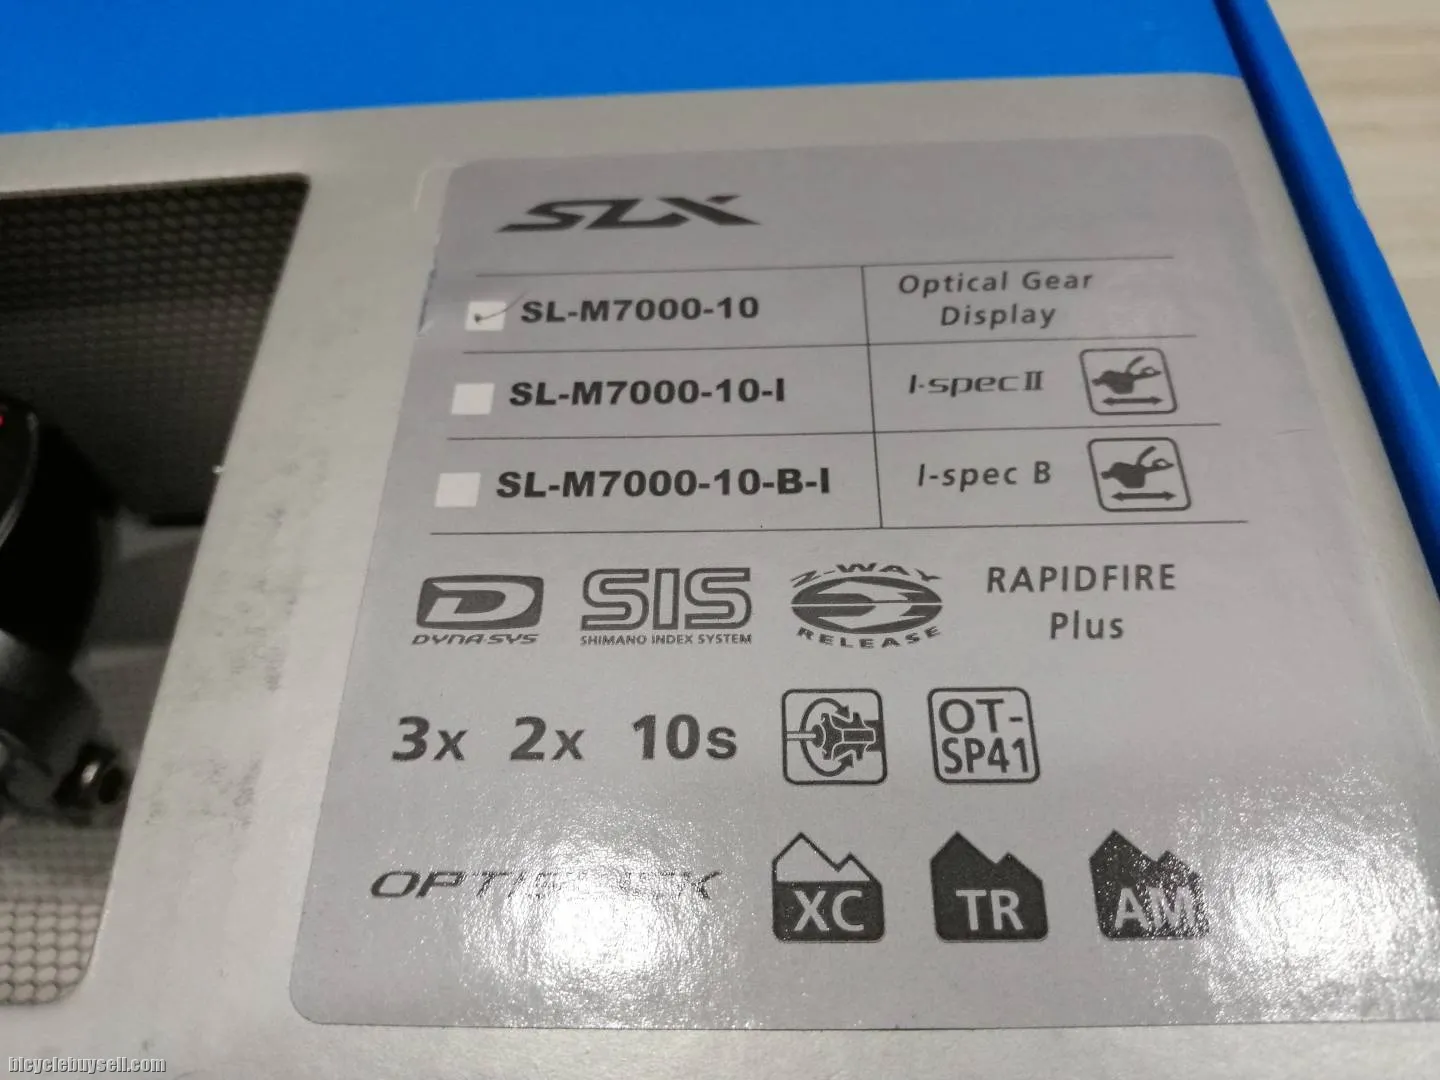 SLX
SL-M7000-10
Optical Gear
Display
SL-M7000-10-I
I-spec II
SL-M7000-10-B-I
I-spec B
D
DYNA-SYS
SIS
SHIMANO INDEX SYSTEM
2-WAY
RELEASE
RAPIDFIRE
Plus
3x 2x 10s
OT-
SP41
XC
TR
AM
bicyclebuysell.com